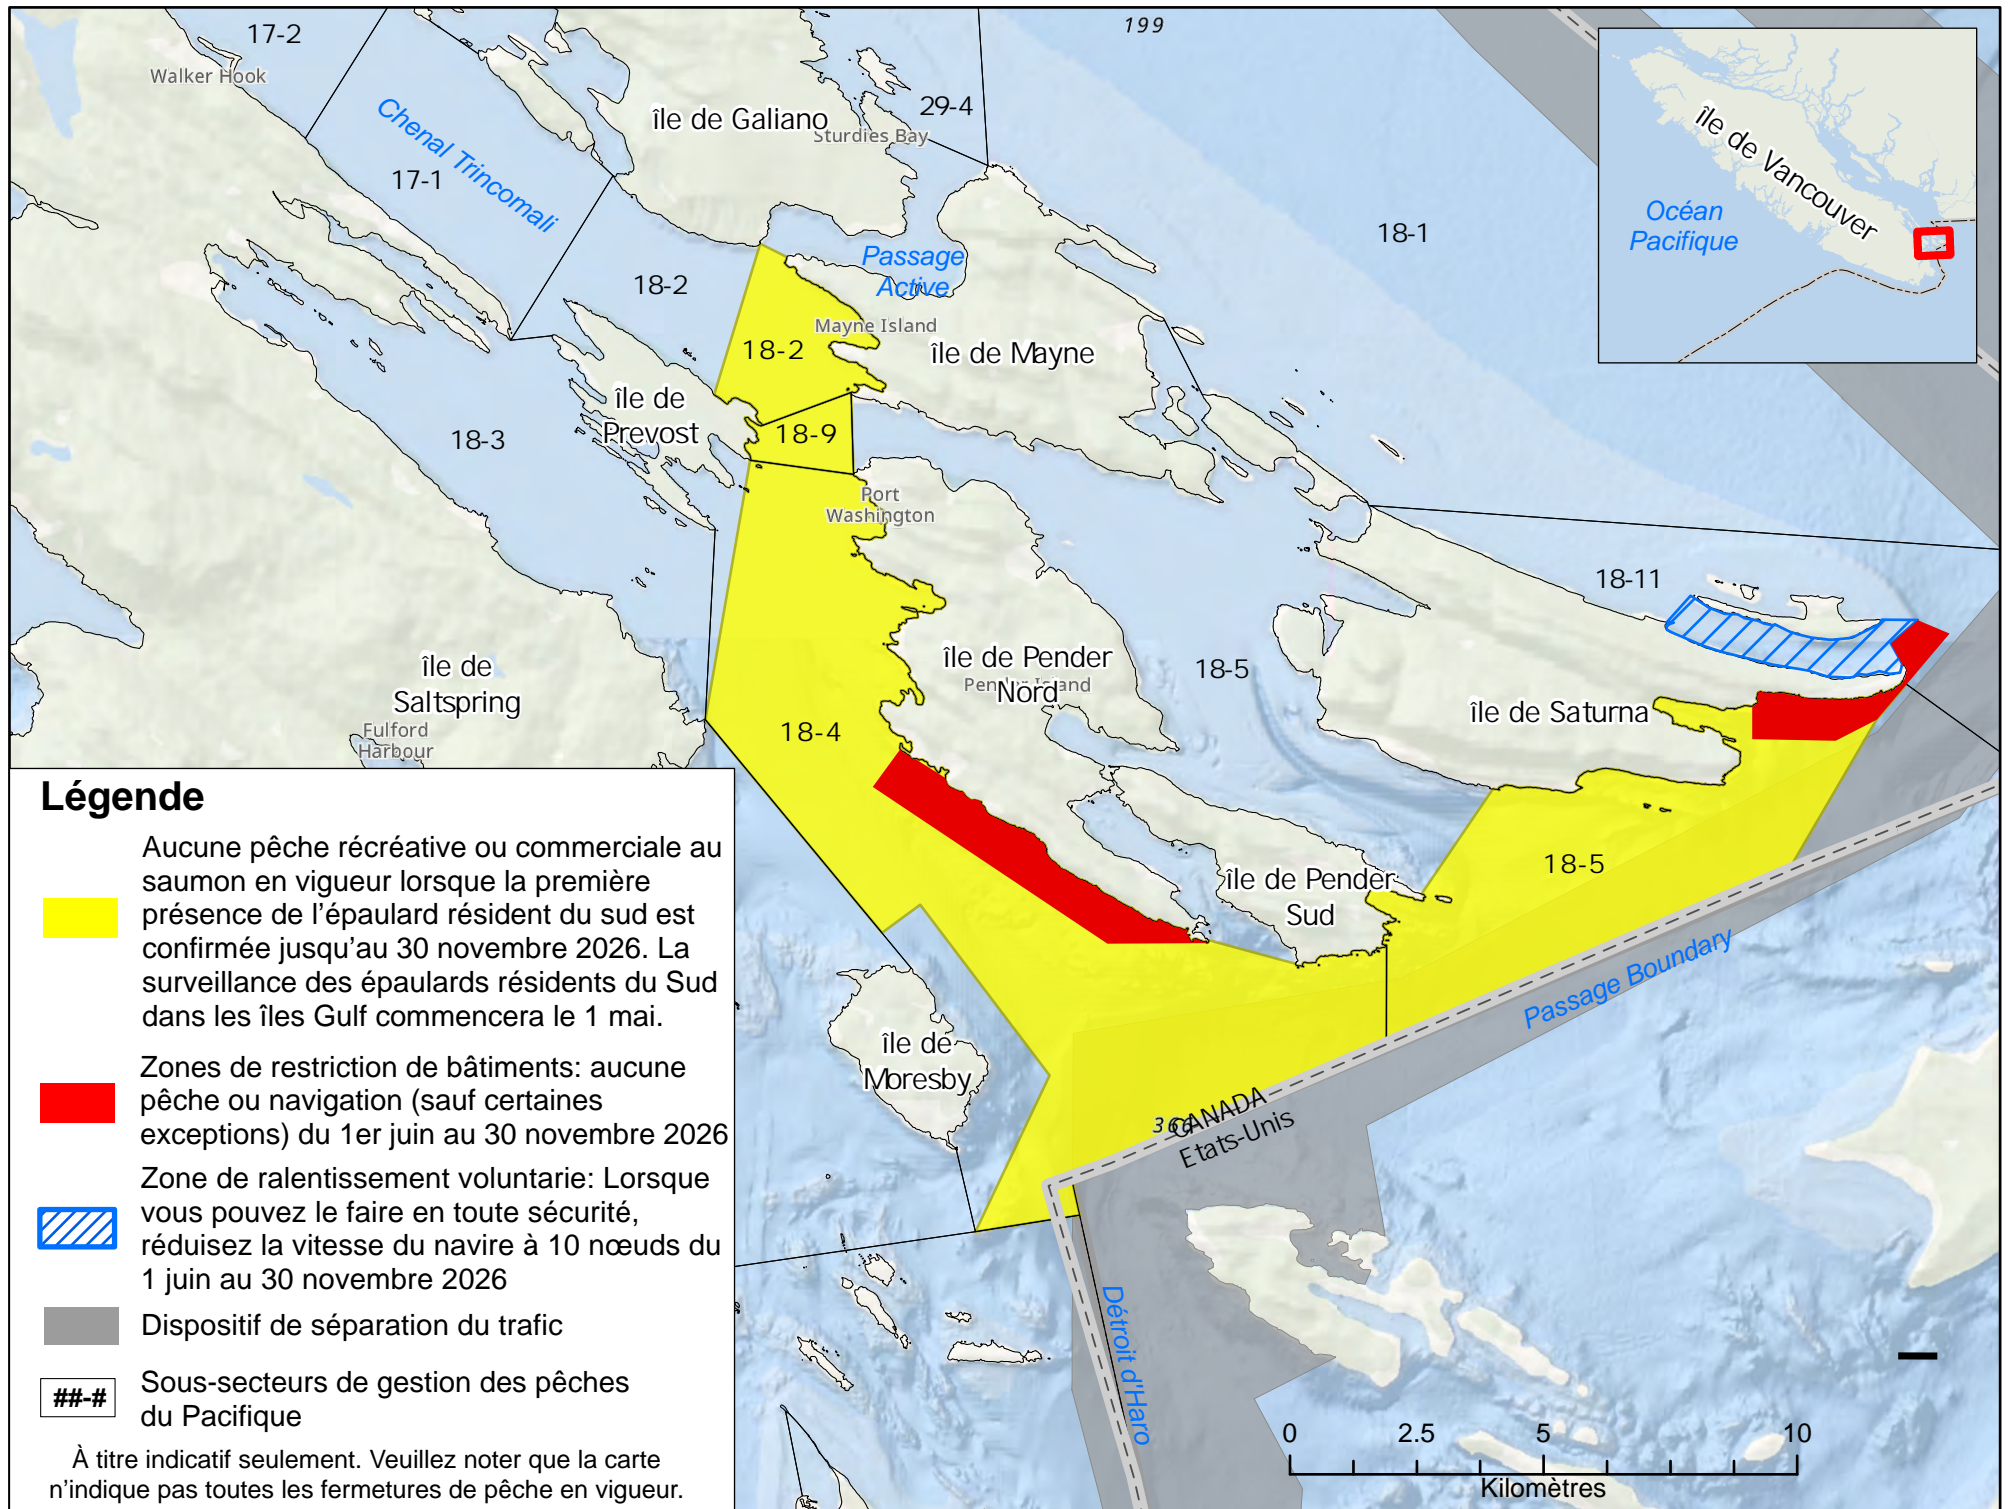 17-2
199
Walker Hook
Chenal Trincomali
île de Galiano
29-4
Sturdies Bay
17-1
18-1
île de Vancouver
Océan
Pacifique
Passage
Active
18-2
Mayne Island
18-2
île de Mayne
île de
Prevost
18-9
18-3
Port
Washington
18-11
île de
Saltspring
île de Pender
Pender Island
Nord
18-5
île de Saturna
Fulford
Harbour
18-4
18-5
île de Pender
Sud
Passage Boundary
île de
Moresby
366
CANADA
Etats-Unis
Détroit d'Haro
Légende
Aucune pêche récréative ou commerciale au
saumon en vigueur lorsque la première
présence de l’épaulard résident du sud est
confirmée jusqu’au 30 novembre 2026. La
surveillance des épaulards résidents du Sud
dans les îles Gulf commencera le 1 mai.
Zones de restriction de bâtiments: aucune
pêche ou navigation (sauf certaines
exceptions) du 1er juin au 30 novembre 2026
Zone de ralentissement voluntarie: Lorsque
vous pouvez le faire en toute sécurité,
réduisez la vitesse du navire à 10 nœuds du
1 juin au 30 novembre 2026
Dispositif de séparation du trafic
##-#
Sous-secteurs de gestion des pêches
du Pacifique
À titre indicatif seulement. Veuillez noter que la carte
n’indique pas toutes les fermetures de pêche en vigueur.
0 2.5 5 10
Kilomètres